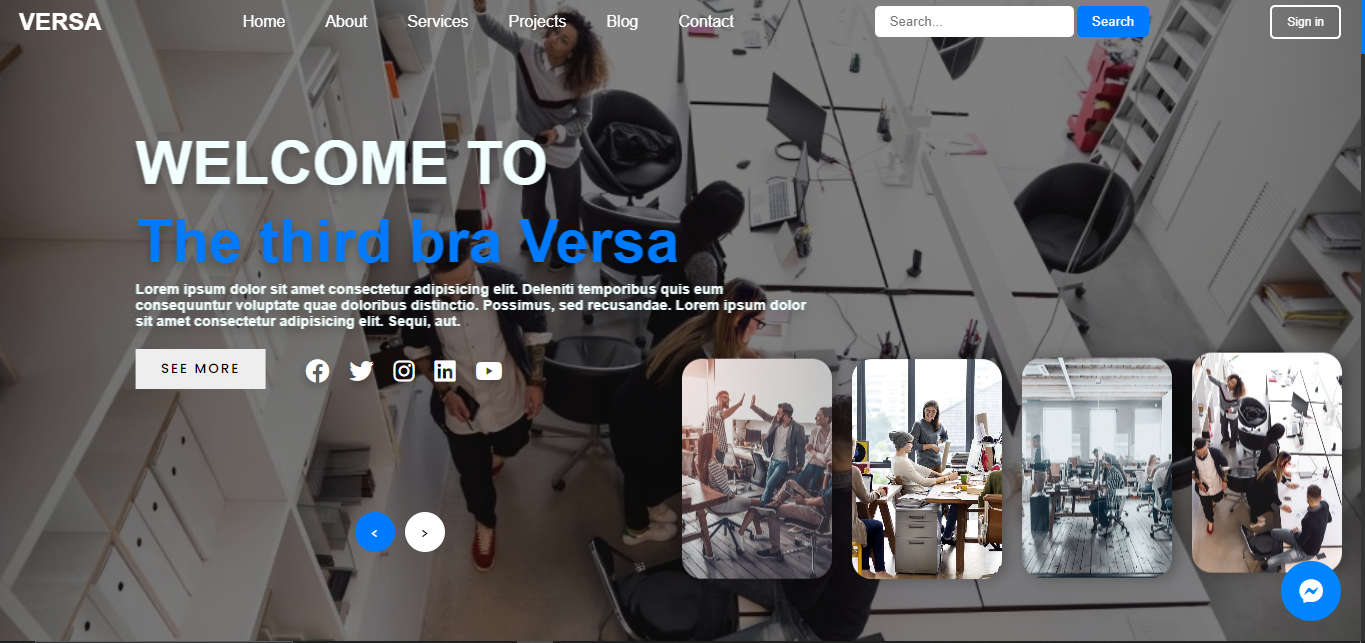 VERSA
Home
About
Services
Projects
Blog
Contact
Search...
Search
Sign in
WELCOME TO
The third bra Versa
Lorem ipsum dolor sit amet consectetur adipisicing elit. Deleniti temporibus quis eum
consequuntur voluptate quae doloribus distinctio. Possimus, sed recusandae. Lorem ipsum dolor
sit amet consectetur adipisicing elit. Sequi, aut.
SEE MORE
< >